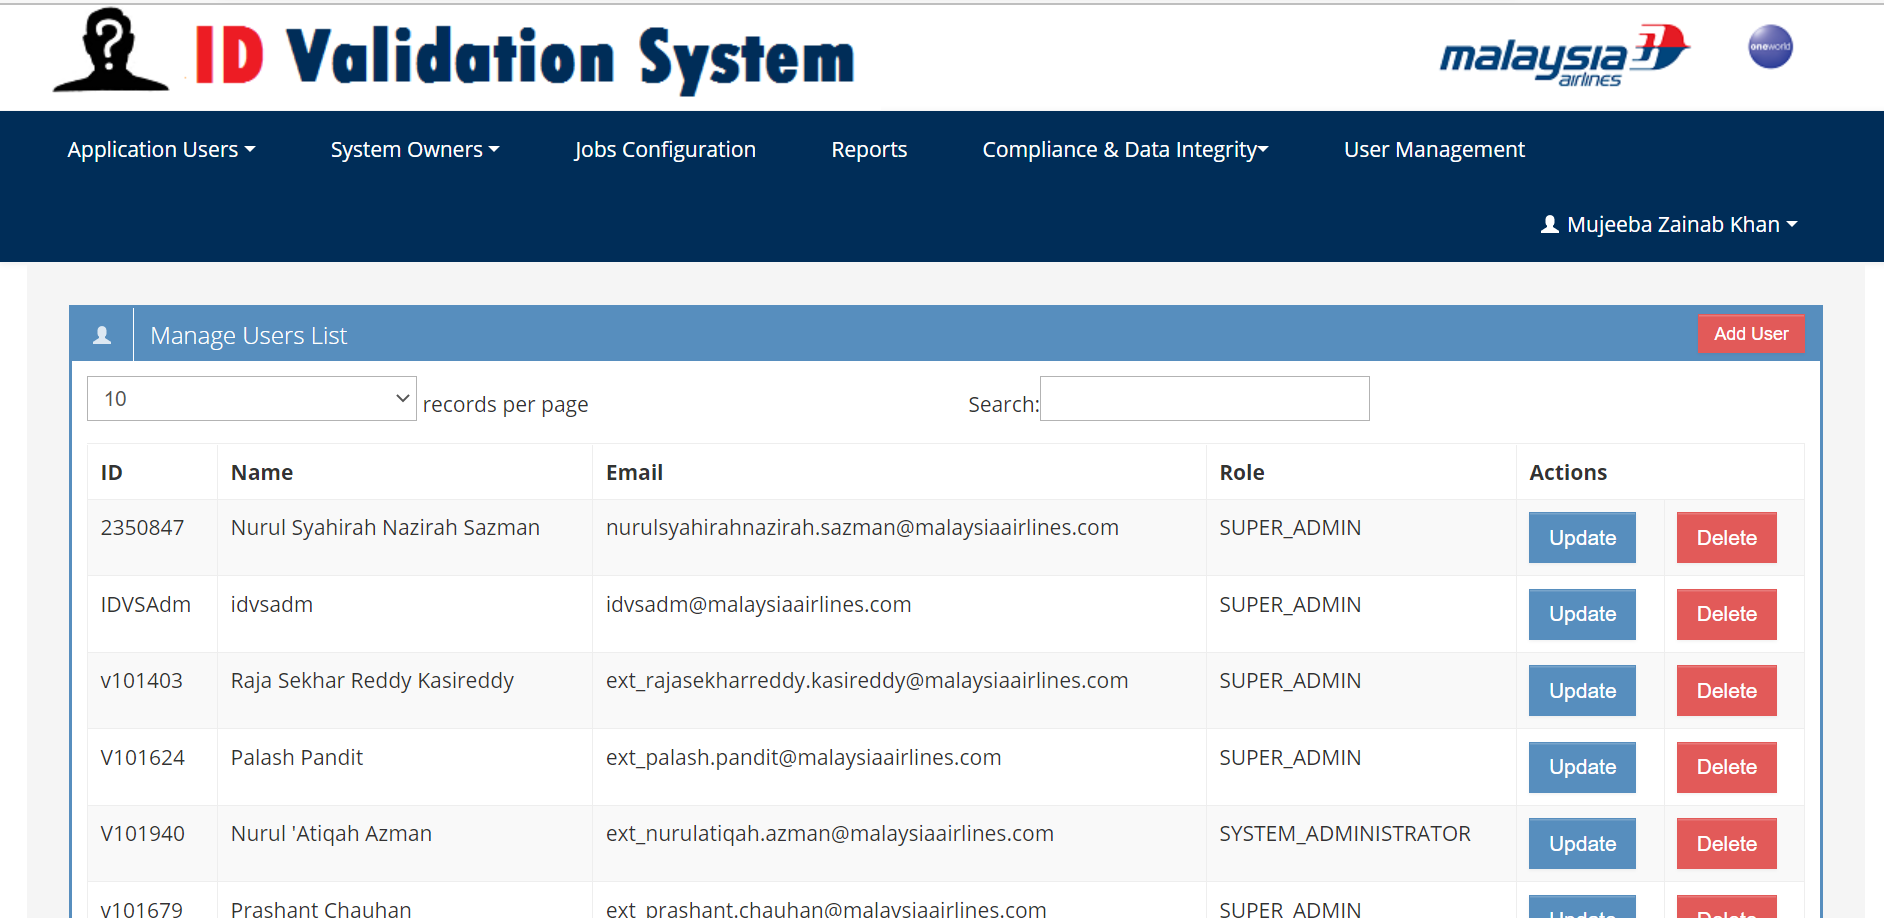 ID Validation System
malaysia
airlines
oneworld
Application Users
System Owners
Jobs Configuration
Reports
Compliance & Data Integrity
User Management
Mujeeba Zainab Khan
Manage Users List
Add User
10 records per page
Search:
ID Name Email Role Actions
2350847 Nurul Syahirah Nazirah Sazman nurulsyahirahnazirah.sazman@malaysiaairlines.com SUPER_ADMIN Update Delete
IDVSAdm idvsadm idvsadm@malaysiaairlines.com SUPER_ADMIN Update Delete
v101403 Raja Sekhar Reddy Kasireddy ext_rajasekharreddy.kasireddy@malaysiaairlines.com SUPER_ADMIN Update Delete
V101624 Palash Pandit ext_palash.pandit@malaysiaairlines.com SUPER_ADMIN Update Delete
V101940 Nurul 'Atiqah Azman ext_nurulatiqah.azman@malaysiaairlines.com SYSTEM_ADMINISTRATOR Update Delete
v101679 Prashant Chauhan ext_prashant.chauhan@malaysiaairlines.com SUPER_ADMIN Update Delete